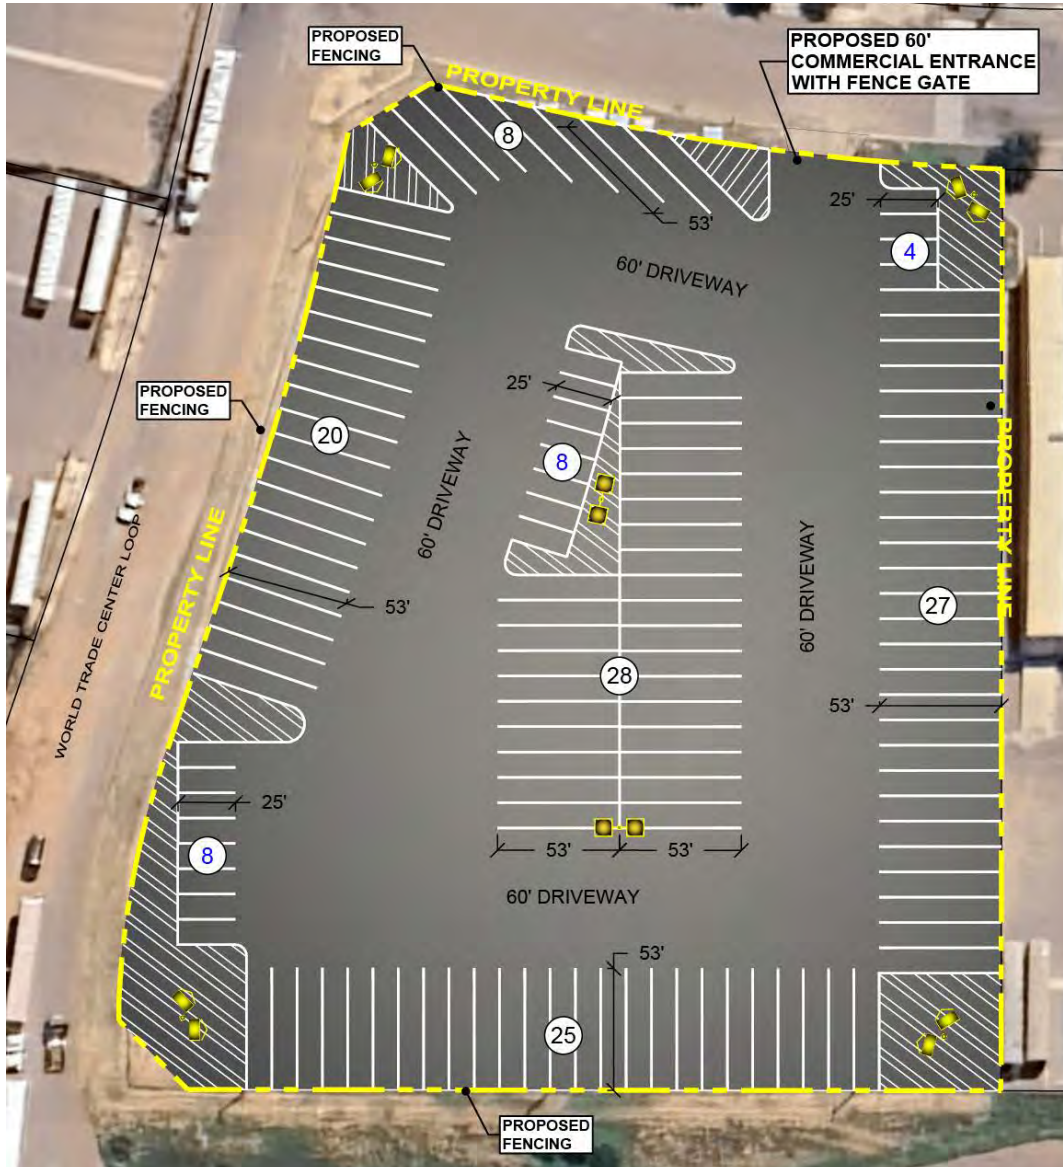 PROPOSED
FENCING
PROPERTY LINE
PROPOSED 60'
COMMERCIAL ENTRANCE
WITH FENCE GATE
8
53'
25'
4
60' DRIVEWAY
PROPOSED
FENCING
20
25'
8
60' DRIVEWAY
PROPERTY LINE
60' DRIVEWAY
WORLD TRADE CENTER LOOP
PROPERTY LINE
53'
27
28
53'
25'
8
53'
53'
60' DRIVEWAY
53'
25
PROPOSED
FENCING